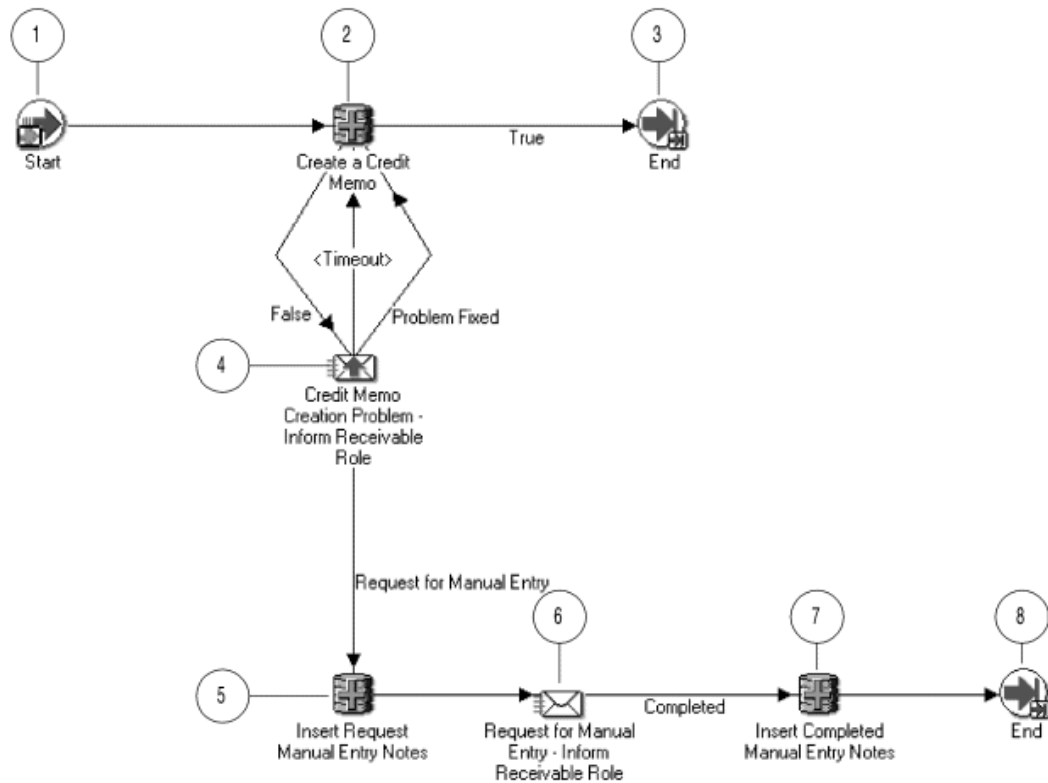 1
2
3
Start
Create a Credit
Memo
True
End
<Timeout>
False
Problem Fixed
4
Credit Memo
Creation Problem -
Inform Receivable
Role
Request for Manual Entry
5
6
7
8
Insert Request
Manual Entry Notes
Request for Manual
Entry - Inform
Receivable Role
Completed
Insert Completed
Manual Entry Notes
End